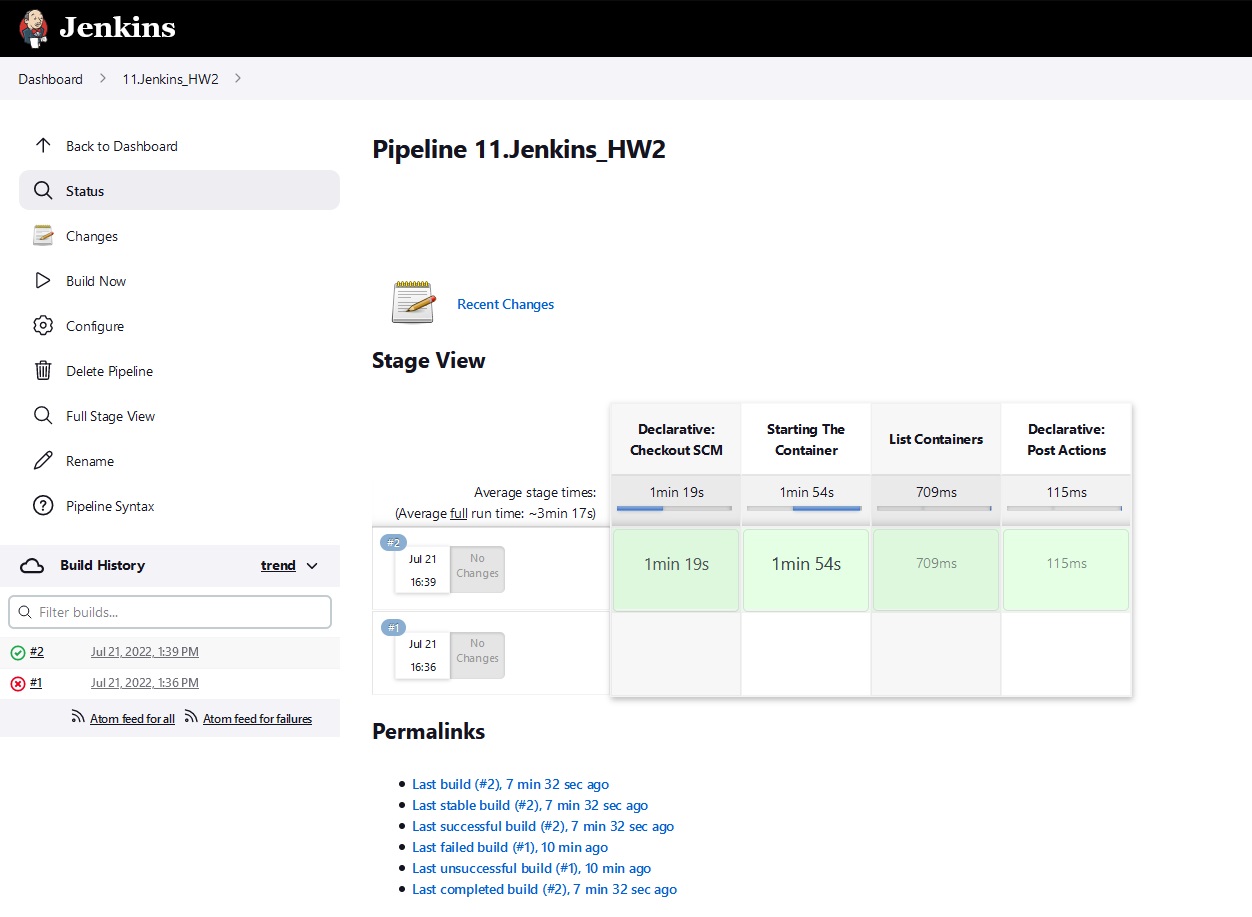 Jenkins
Dashboard
11.Jenkins_HW2
Back to Dashboard
Status
Changes
Build Now
Configure
Delete Pipeline
Full Stage View
Rename
Pipeline Syntax
Build History
trend
Filter builds...
#2
Jul 21, 2022, 1:39 PM
#1
Jul 21, 2022, 1:36 PM
Atom feed for all
Atom feed for failures
Pipeline 11.Jenkins_HW2
Recent Changes
Stage View
Declarative:
Checkout SCM
Starting The
Container
List Containers
Declarative:
Post Actions
Average stage times:
(Average full run time: ~3min 17s)
1min 19s
1min 54s
709ms
115ms
#2
Jul 21
16:39
No
Changes
1min 19s
1min 54s
709ms
115ms
#1
Jul 21
16:36
No
Changes
Permalinks
Last build (#2), 7 min 32 sec ago
Last stable build (#2), 7 min 32 sec ago
Last successful build (#2), 7 min 32 sec ago
Last failed build (#1), 10 min ago
Last unsuccessful build (#1), 10 min ago
Last completed build (#2), 7 min 32 sec ago